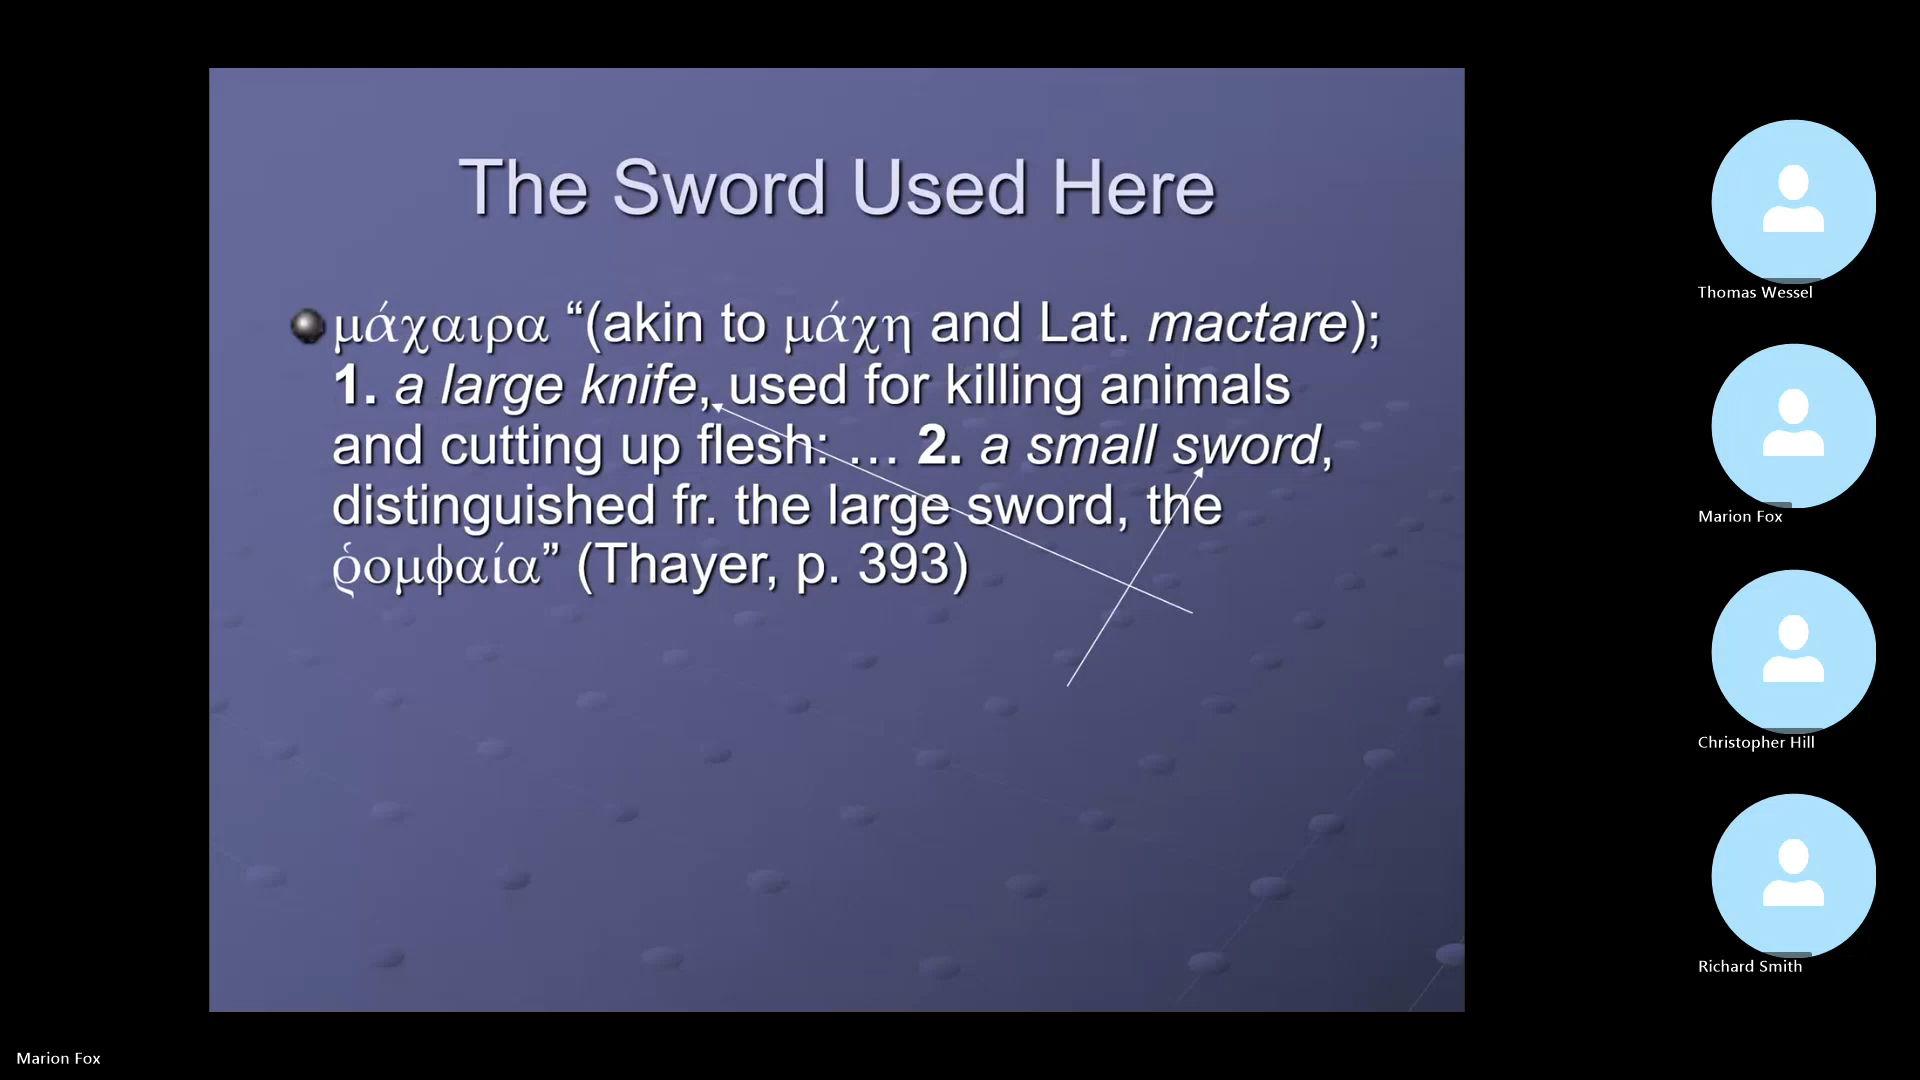 The Sword Used Here
μάχαιρα “(akin to μάχη and Lat. mactare);
1. a large knife, used for killing animals
and cutting up flesh: … 2. a small sword,
distinguished fr. the large sword, the
ῥομφαία” (Thayer, p. 393)
Thomas Wessel
Marion Fox
Christopher Hill
Richard Smith
Marion Fox